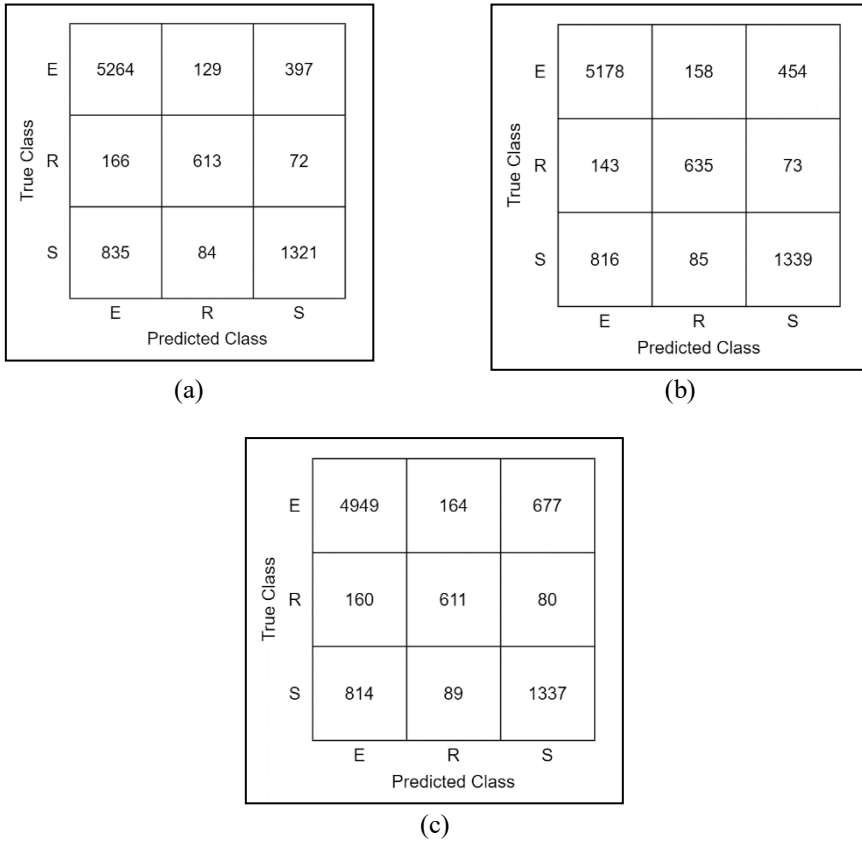 E 5264 129 397
R 166 613 72
S 835 84 1321
True Class
E R S
Predicted Class
(a)
E 5178 158 454
R 143 635 73
S 816 85 1339
True Class
E R S
Predicted Class
(b)
E 4949 164 677
R 160 611 80
S 814 89 1337
True Class
E R S
Predicted Class
(c)